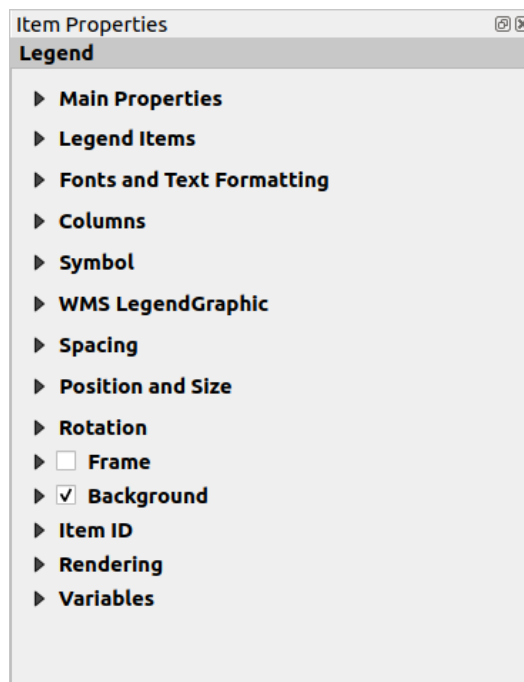 Item Properties
Legend
Main Properties
Legend Items
Fonts and Text Formatting
Columns
Symbol
WMS LegendGraphic
Spacing
Position and Size
Rotation
Frame
Background
Item ID
Rendering
Variables